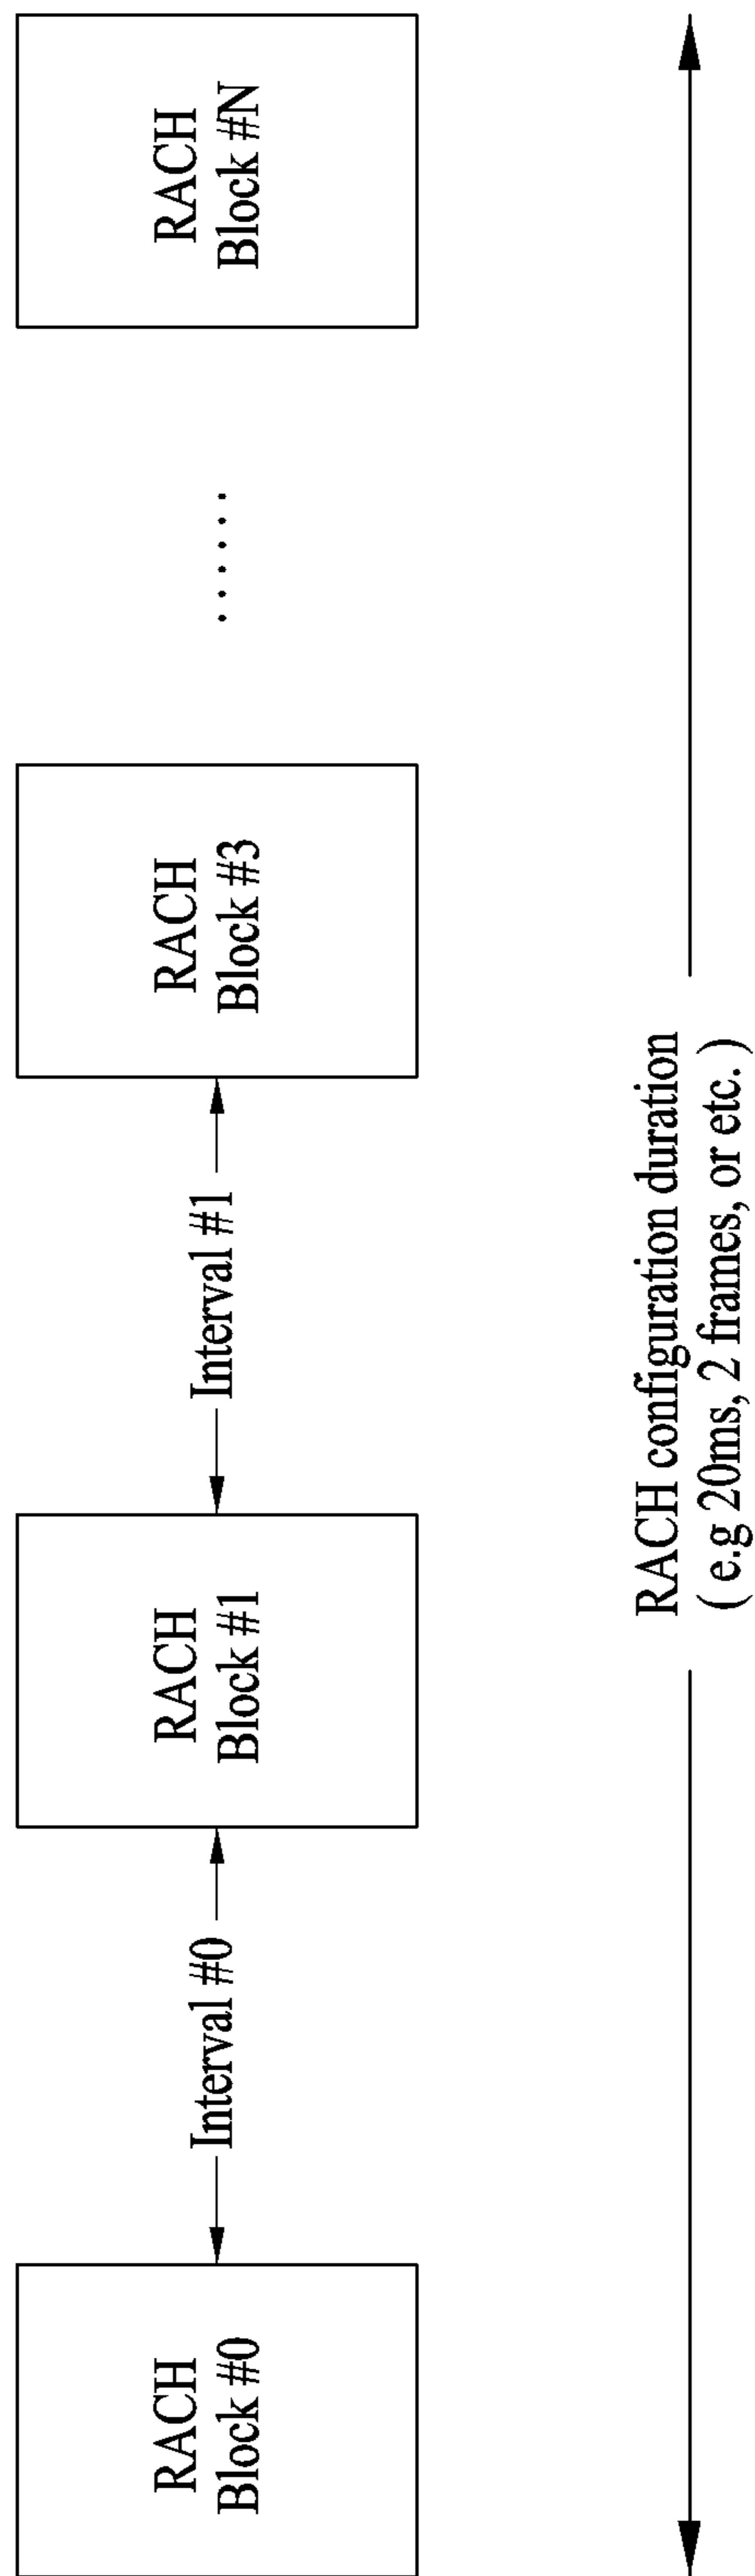 RACH
Block #0
Interval #0
RACH
Block #1
Interval #1
RACH
Block #3
......
RACH
Block #N
RACH configuration duration
( e.g 20ms, 2 frames, or etc. )